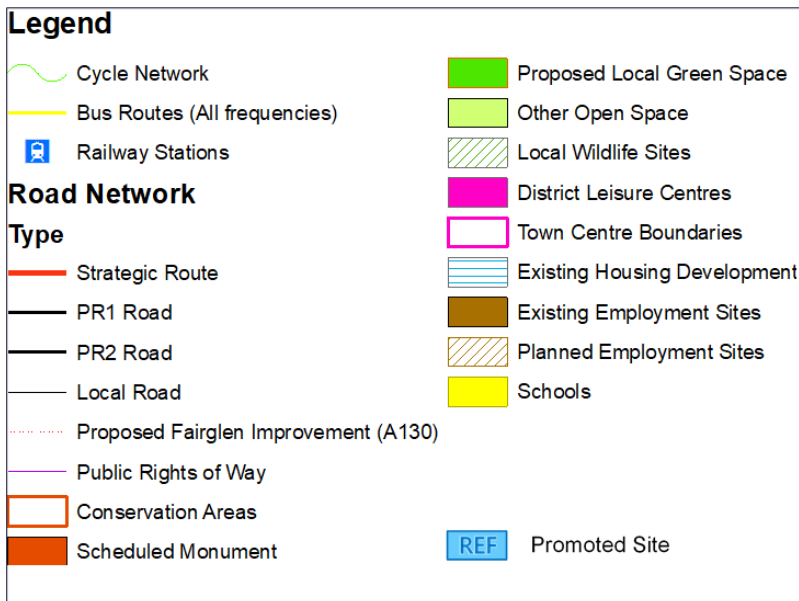 Legend
Cycle Network
Bus Routes (All frequencies)
Railway Stations
Road Network
Type
Strategic Route
PR1 Road
PR2 Road
Local Road
Proposed Fairglen Improvement (A130)
Public Rights of Way
Conservation Areas
Scheduled Monument
Proposed Local Green Space
Other Open Space
Local Wildlife Sites
District Leisure Centres
Town Centre Boundaries
Existing Housing Development
Existing Employment Sites
Planned Employment Sites
Schools
REF Promoted Site